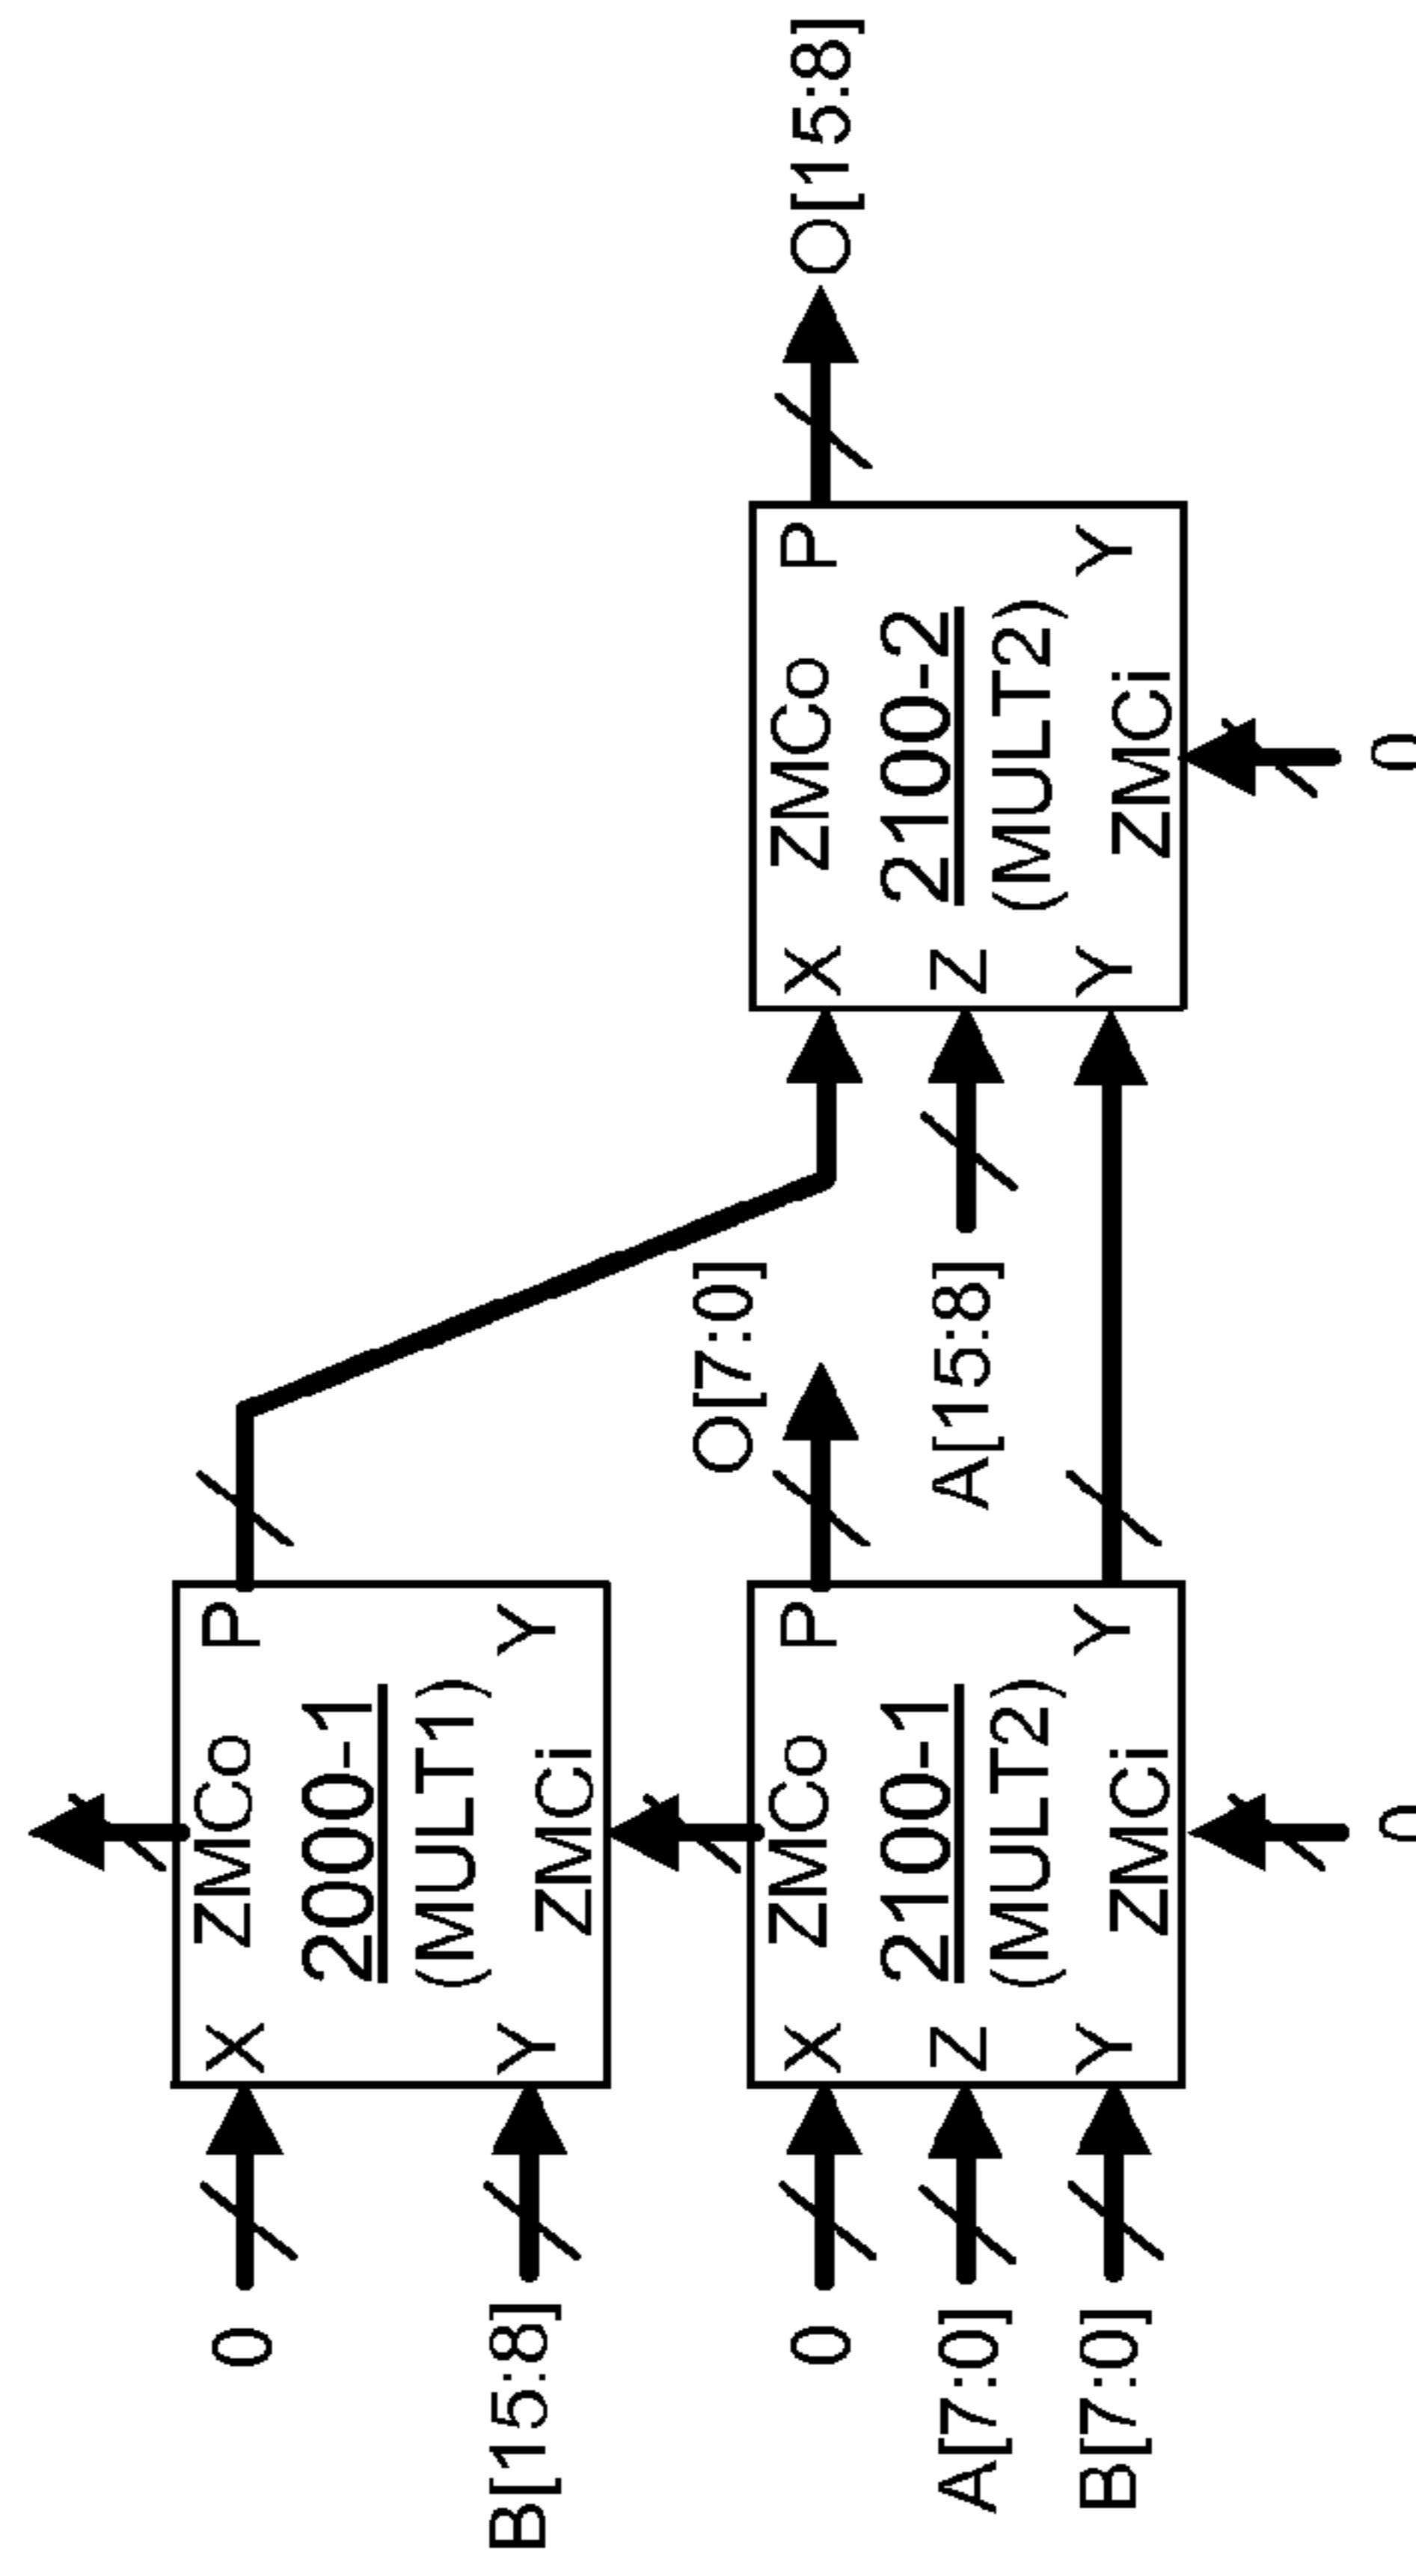 0
X
ZMCo
P
2000-1
(MULT1)
B[15:8]
Y
ZMCi
Y
0
X
ZMCo
P
O[7:0]
A[7:0]
Z
2100-1
(MULT2)
B[7:0]
Y
ZMCi
Y
0
X
ZMCo
P
O[15:8]
A[15:8]
Z
2100-2
(MULT2)
Y
ZMCi
Y
0